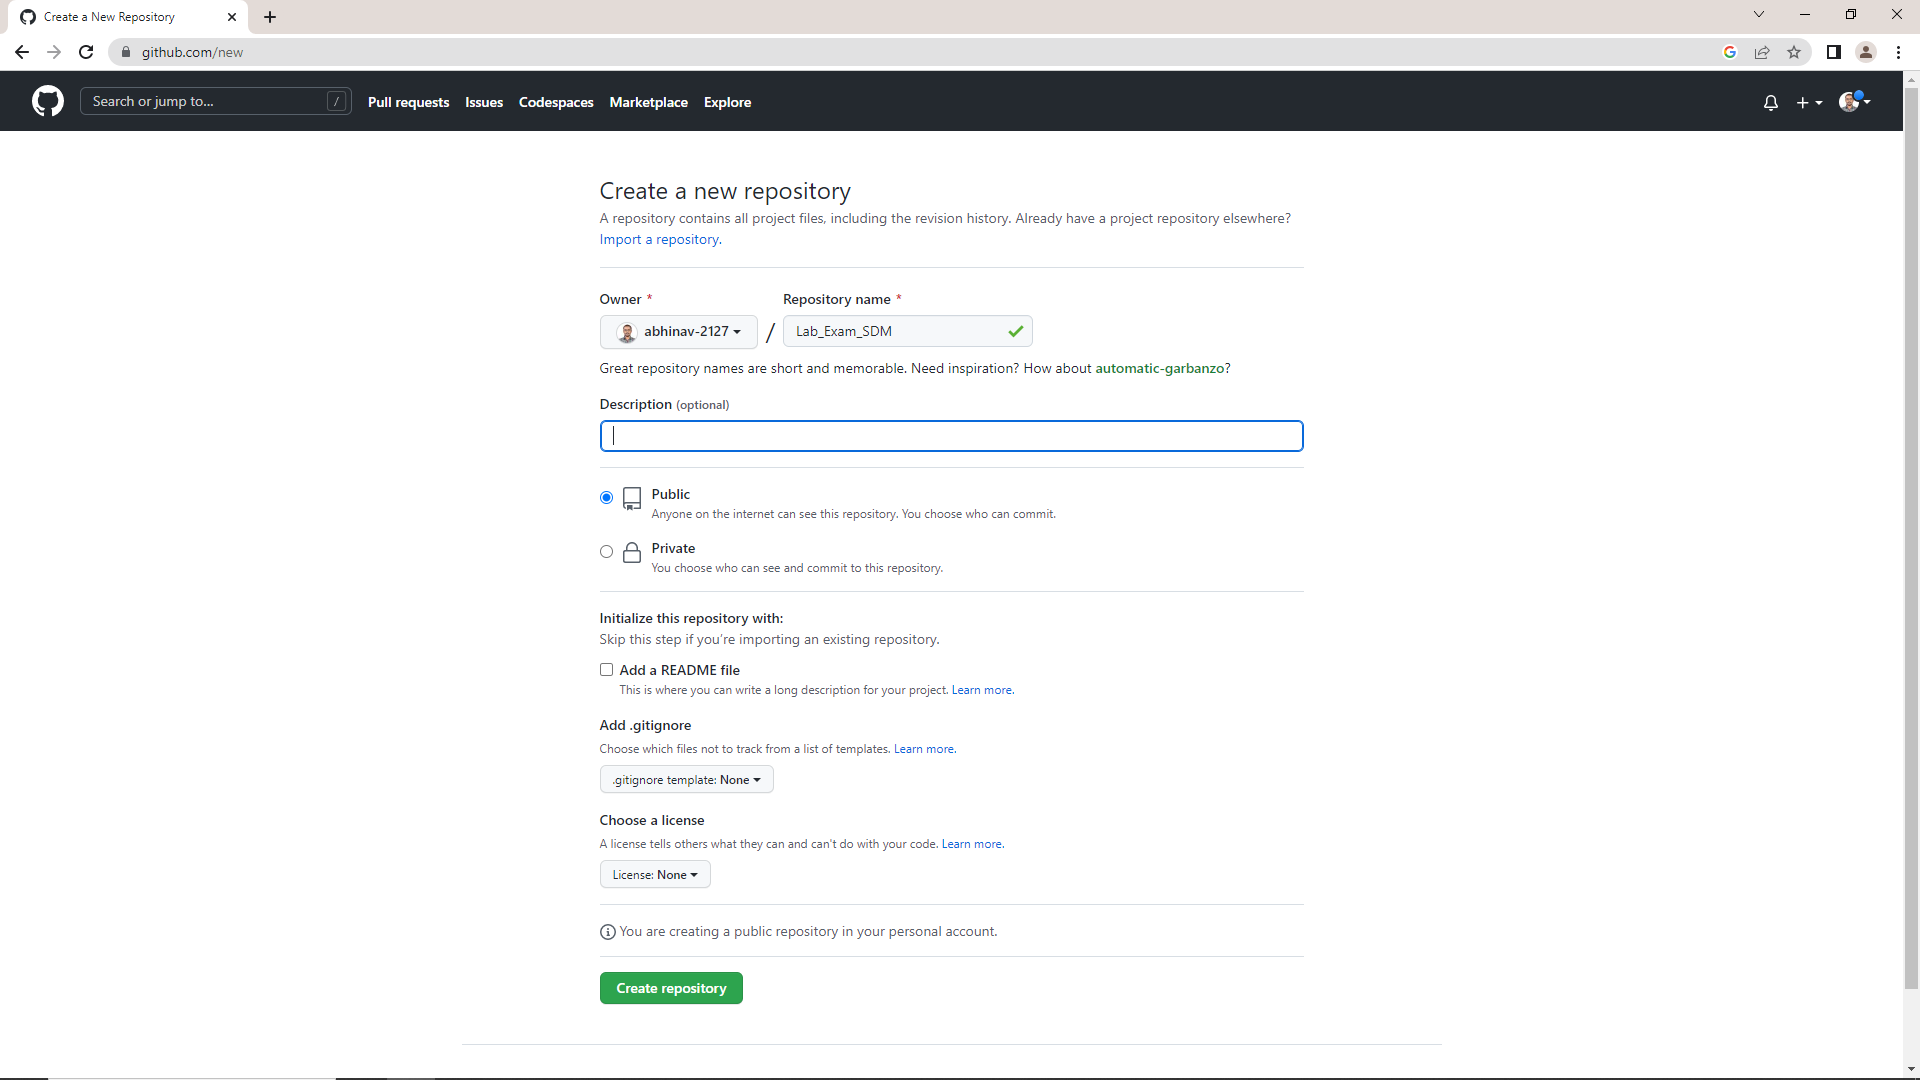 Create a New Repository
github.com/new
Search or jump to... /
Pull requests Issues Codespaces Marketplace Explore
Create a new repository
A repository contains all project files, including the revision history. Already have a project repository elsewhere?
Import a repository.
Owner * Repository name *
abhinav-2127 / Lab_Exam_SDM
Great repository names are short and memorable. Need inspiration? How about automatic-garbanzo?
Description (optional)
Public
Anyone on the internet can see this repository. You choose who can commit.
Private
You choose who can see and commit to this repository.
Initialize this repository with:
Skip this step if you're importing an existing repository.
Add a README file
This is where you can write a long description for your project. Learn more.
Add .gitignore
Choose which files not to track from a list of templates. Learn more.
.gitignore template: None
Choose a license
A license tells others what they can and can't do with your code. Learn more.
License: None
You are creating a public repository in your personal account.
Create repository